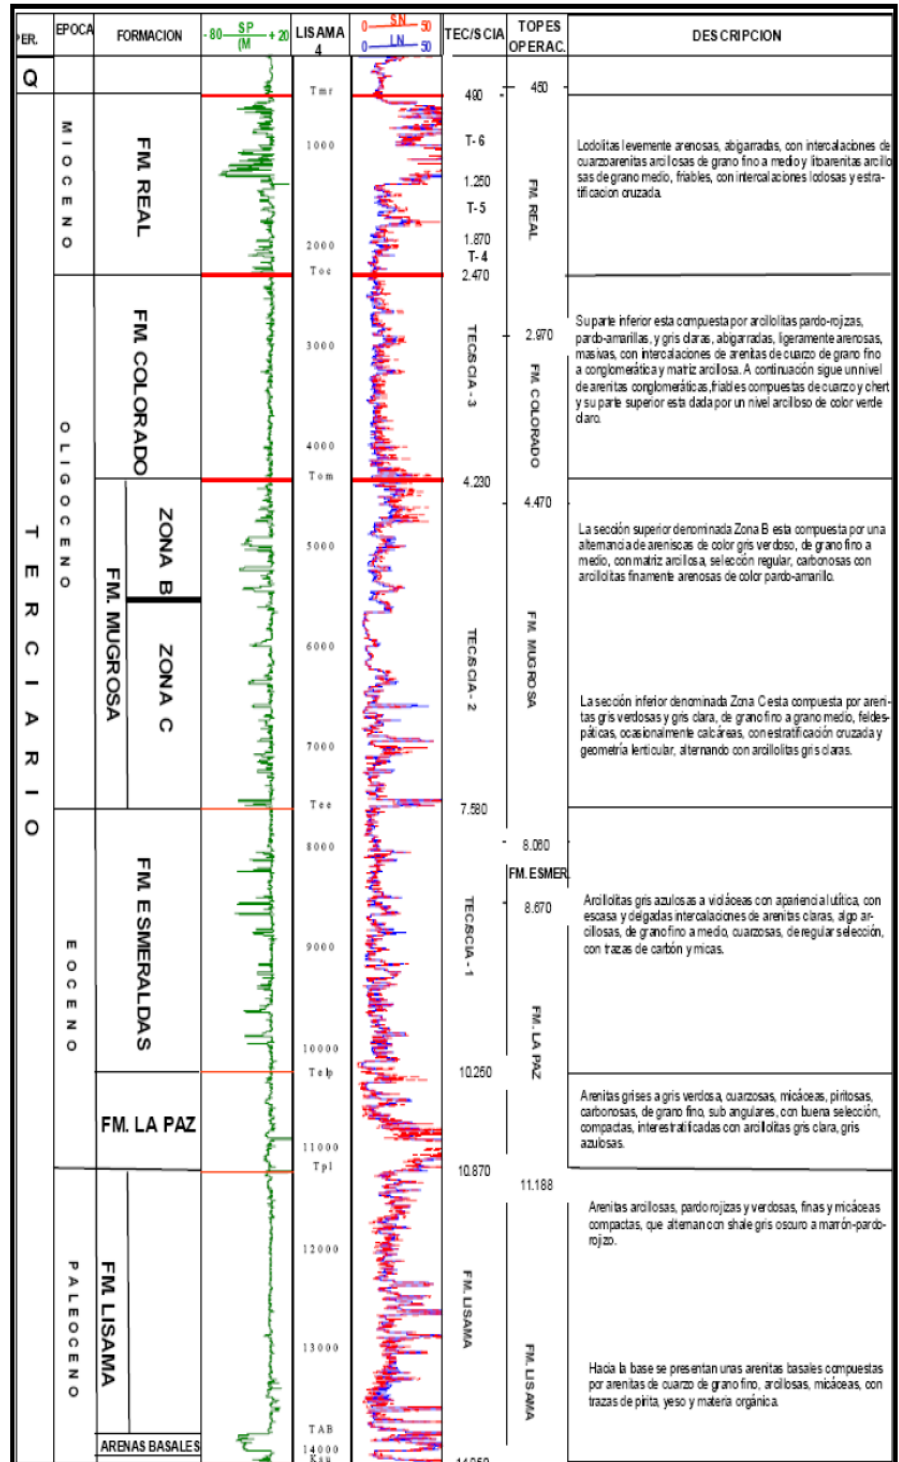 PER.
EPOCA
FORMACION
-80 SP +20
(M
LISAMA
4
0 SN 50
0 LN 50
TEC/SCIA
TOPES
OPERAC.
DESCRIPCION
Q
TERCIARIO
MIOCENO
OLIGOCENO
EOCENO
PALEOCENO
FM. REAL
FM. COLORADO
FM. MUGROSA
ZONA B
ZONA C
FM. ESMERALDAS
FM. LA PAZ
FM. LISAMA
ARENAS BASALES
Tmr
1000
2000
Toc
3000
4000
Tom
5000
6000
7000
Tee
8000
9000
10000
Telp
11000
Tpl
12000
13000
TAB
14000
490
T-6
1.250
T-5
1.870
T-4
2.470
TEC/SCIA - 3
4.230
TEC/SCIA - 2
7.580
TEC/SCIA - 1
10.250
10.870
FM. LISAMA
450
FM. REAL
2.970
FM. COLORADO
4.470
FM. MUGROSA
8.080
FM. ESMER.
8.670
FM. LA PAZ
11.188
FM. LISAMA
Lodolitas levemente arenosas, abigarradas, con intercalaciones de
cuarzoarenitas arcillosas de grano fino a medio y litoarenitas arcillo
sas de grano medio, friables, con intercalaciones lodosas y estra-
tificacion cruzada.
Su parte inferior esta compuesta por arcillolitas pardo-rojizas,
pardo-amarillas, y gris claras, abigarradas, ligeramente arenosas,
masivas, con intercalaciones de arenitas de cuarzo de grano fino
a conglomerática y matriz arcillosa. A continuación sigue un nivel
de arenitas conglomeráticas, friables compuestas de cuarzo y chert
y su parte superior esta dada por un nivel arcilloso de color verde
claro.
La sección superior denominada Zona B esta compuesta por una
alternancia de areniscas de color gris verdoso, de grano fino a
medio, con matriz arcillosa, selección regular, carbonosas con
arcillolitas finamente arenosas de color pardo-amarillo.
La sección inferior denominada Zona C esta compuesta por areni-
tas gris verdosas y gris clara, de grano fino a grano medio, feldes-
páticas, ocasionalmente calcáreas, con estratificación cruzada y
geometría lenticular, alternando con arcillolitas gris claras.
Arcillolitas gris azulosas a violáceas con apariencia lutítica, con
escasa y delgadas intercalaciones de arenitas claras, algo ar-
cillosas, de grano fino a medio, cuarzosas, de regular selección,
con trazas de carbón y micas.
Arenitas grises a gris verdosa, cuarzosas, micáceas, piritosas,
carbonosas, de grano fino, sub angulares, con buena selección,
compactas, interestratificadas con arcillolitas gris clara, gris
azulosas.
Arenitas arcillosas, pardo rojizas y verdosas, finas y micáceas
compactas, que alternan con shale gris oscuro a marrón-pardo-
rojizo.
Hacia la base se presentan unas arenitas basales compuestas
por arenitas de cuarzo de grano fino, arcillosas, micáceas, con
trazas de pirita, yeso y materia orgánica.